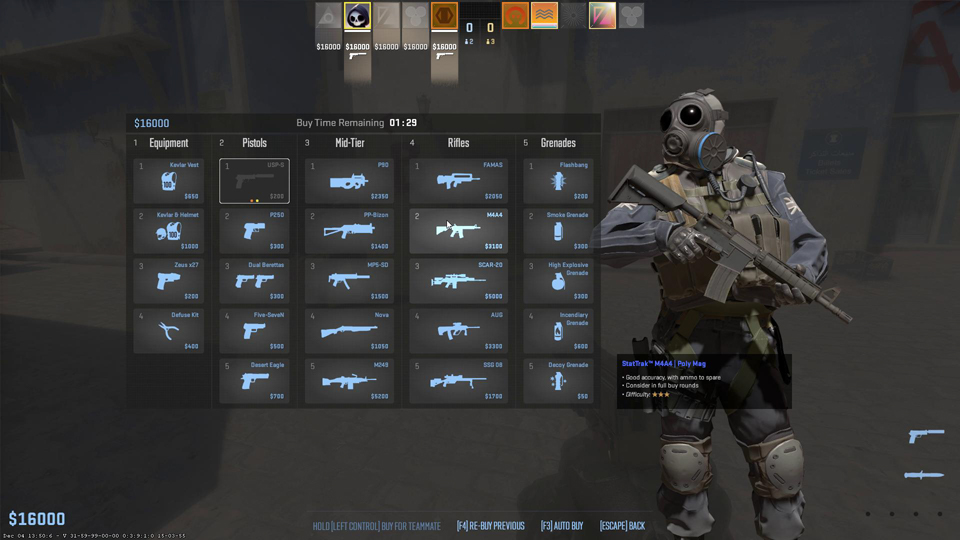 $16000 $16000 $16000 $16000 $16000
0 0
2 3
$16000 Buy Time Remaining 01:29
1 Equipment 2 Pistols 3 Mid-Tier 4 Rifles 5 Grenades
1 Kevlar Vest $650
1 USP-S $200
1 P90 $2350
1 FAMAS $2050
1 Flashbang $200
2 Kevlar & Helmet $1000
2 P250 $300
2 PP-Bizon $1400
2 M4A4 $3100
2 Smoke Grenade $300
3 Zeus x27 $200
3 Dual Berettas $300
3 MP5-SD $1500
3 SCAR-20 $5000
3 High Explosive
Grenade
$300
4 Defuse Kit $400
4 Five-SeveN $500
4 Nova $1050
4 AUG $3300
4 Incendiary
Grenade
$600
5 Desert Eagle $700
5 M249 $5200
5 SSG 08 $1700
5 Decoy Grenade $50
StatTrak™ M4A4 | Poly Mag
• Good accuracy, with ammo to spare
• Consider in full buy rounds
• Difficulty: ★★★
$16000
HOLD [LEFT CONTROL] BUY FOR TEAMMATE [F4] RE-BUY PREVIOUS [F3] AUTO BUY [ESCAPE] BACK